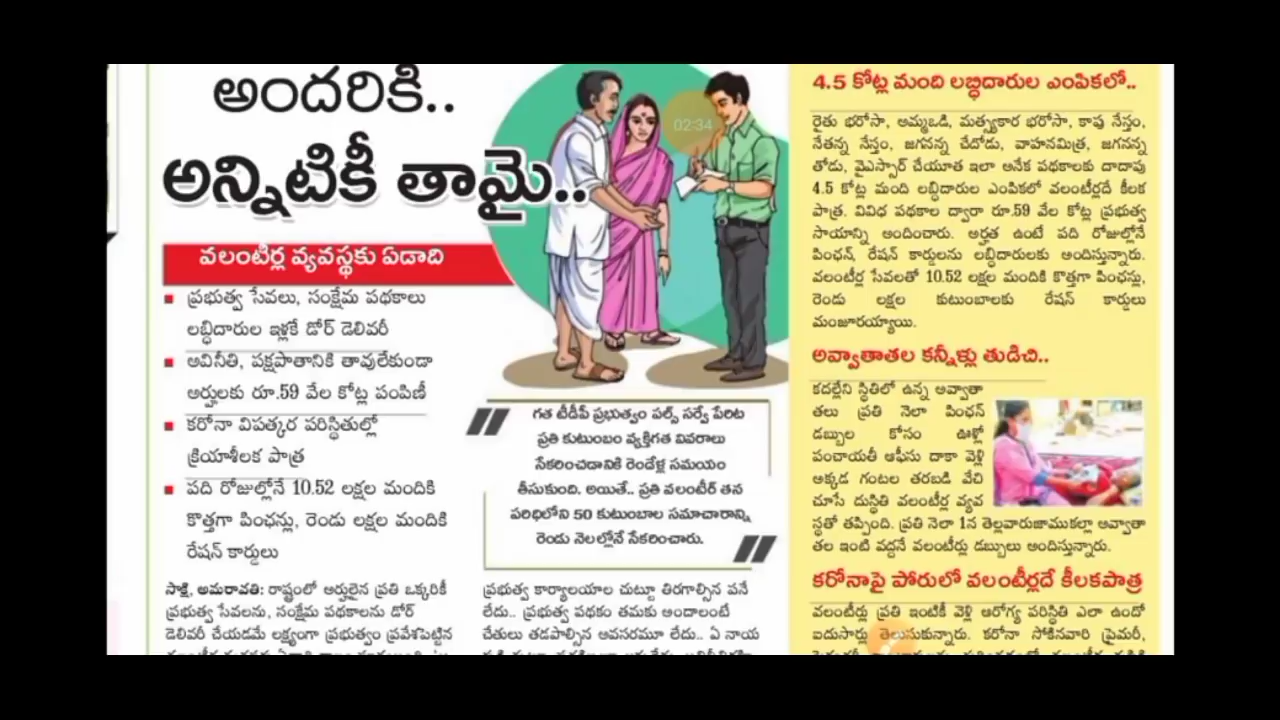 అందరికీ..
అన్నిటికీ తామై..
వలంటీర్ల వ్యవస్థకు ఏడాది
ప్రభుత్వ సేవలు, సంక్షేమ పథకాలు
లబ్ధిదారుల ఇళ్లకే డోర్ డెలివరీ
అవినీతి, పక్షపాతానికి తావులేకుండా
అర్హులకు రూ.59 వేల కోట్ల పంపిణీ
కరోనా విపత్కర పరిస్థితుల్లో
క్రియాశీలక పాత్ర
పది రోజుల్లోనే 10.52 లక్షల మందికి
కొత్తగా పింఛన్లు, రెండు లక్షల మందికి
రేషన్ కార్డులు
సాక్షి, అమరావతి: రాష్ట్రంలో అర్హులైన ప్రతి ఒక్కరికీ
ప్రభుత్వ సేవలను, సంక్షేమ పథకాలను డోర్
డెలివరీ చేయడమే లక్ష్యంగా ప్రభుత్వం ప్రవేశపెట్టిన
02:34
గత టీడీపీ ప్రభుత్వం పల్స్ సర్వే పేరిట
ప్రతి కుటుంబం వ్యక్తిగత వివరాలు
సేకరించడానికి రెండేళ్ల సమయం
తీసుకుంది. అయితే.. ప్రతి వలంటీర్ తన
పరిధిలోని 50 కుటుంబాల సమాచారాన్ని
రెండు నెలల్లోనే సేకరించారు.
ప్రభుత్వ కార్యాలయాల చుట్టూ తిరగాల్సిన పనే
లేదు.. ప్రభుత్వ పథకం తమకు అందాలంటే
చేతులు తడపాల్సిన అవసరమూ లేదు.. ఏ నాయ
4.5 కోట్ల మంది లబ్ధిదారుల ఎంపికలో..
రైతు భరోసా, అమ్మఒడి, మత్స్యకార భరోసా, కాపు నేస్తం,
నేతన్న నేస్తం, జగనన్న చేదోడు, వాహనమిత్ర, జగనన్న
తోడు, వైఎస్సార్ చేయూత ఇలా అనేక పథకాలకు దాదాపు
4.5 కోట్ల మంది లబ్ధిదారుల ఎంపికలో వలంటీర్లదే కీలక
పాత్ర. వివిధ పథకాల ద్వారా రూ.59 వేల కోట్ల ప్రభుత్వ
సాయాన్ని అందించారు. అర్హత ఉంటే పది రోజుల్లోనే
పింఛన్, రేషన్ కార్డులను లబ్ధిదారులకు అందిస్తున్నారు.
వలంటీర్ల సేవలతో 10.52 లక్షల మందికి కొత్తగా పింఛన్లు,
రెండు లక్షల కుటుంబాలకు రేషన్ కార్డులు
మంజూరయ్యాయి.
అవ్వాతాతల కన్నీళ్లు తుడిచి..
కదల్లేని స్థితిలో ఉన్న అవ్వాతా
తలు ప్రతి నెలా పింఛన్
డబ్బుల కోసం ఊళ్లో
పంచాయతీ ఆఫీసు దాకా వెళ్లి
అక్కడ గంటల తరబడి వేచి
చూసే దుస్థితి వలంటీర్ల వ్యవ
స్థతో తప్పింది. ప్రతి నెలా 1న తెల్లవారుజాముకల్లా అవ్వాతా
తల ఇంటి వద్దనే వలంటీర్లు డబ్బులు అందిస్తున్నారు.
కరోనాపై పోరులో వలంటీర్లదే కీలకపాత్ర
వలంటీర్లు ప్రతి ఇంటికీ వెళ్లి ఆరోగ్య పరిస్థితి ఎలా ఉందో
ఐదుసార్లు తెలుసుకున్నారు. కరోనా సోకినవారి ప్రైమరీ,